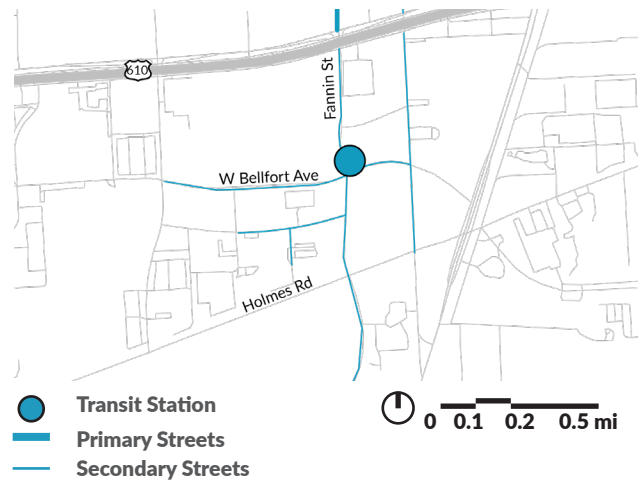 610
Fannin St
W Bellfort Ave
Holmes Rd
Transit Station
Primary Streets
Secondary Streets
0 0.1 0.2 0.5 mi